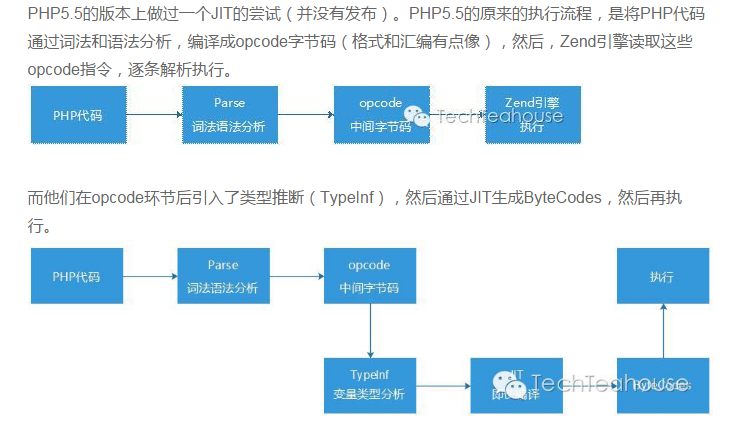 PHP5.5的版本上做过一个JIT的尝试（并没有发布）。PHP5.5的原来的执行流程，是将PHP代码
通过词法和语法分析，编译成opcode字节码（格式和汇编有点像），然后，Zend引擎读取这些
opcode指令，逐条解析执行。
PHP代码
Parse
词法语法分析
opcode
中间字节码
Zend引擎
执行
TechTeahouse
而他们在opcode环节后引入了类型推断（TypeInf），然后通过JIT生成ByteCodes，然后再执
行。
PHP代码
Parse
词法语法分析
opcode
中间字节码
执行
TypeInf
变量类型分析
JIT
即时编译
ByteCodes
TechTeahouse